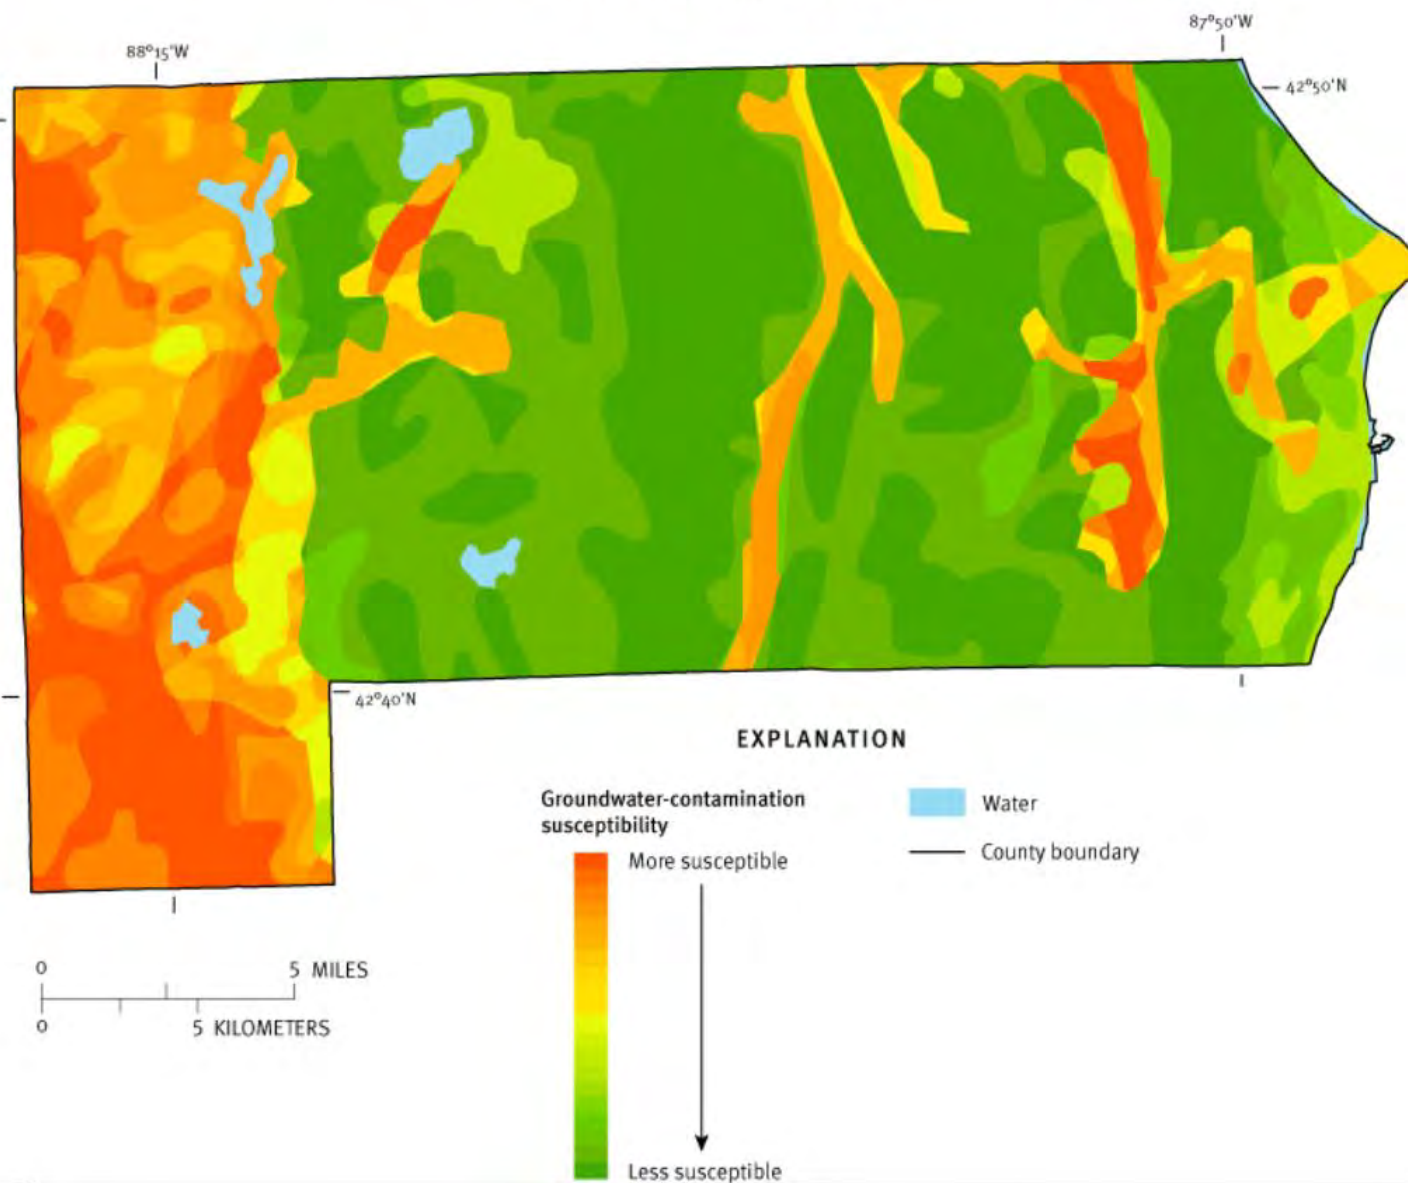 87°50'W
88°15'W
42°50'N
42°40'N
EXPLANATION
Groundwater-contamination
susceptibility
More susceptible
Less susceptible
Water
County boundary
0 5 MILES
0 5 KILOMETERS